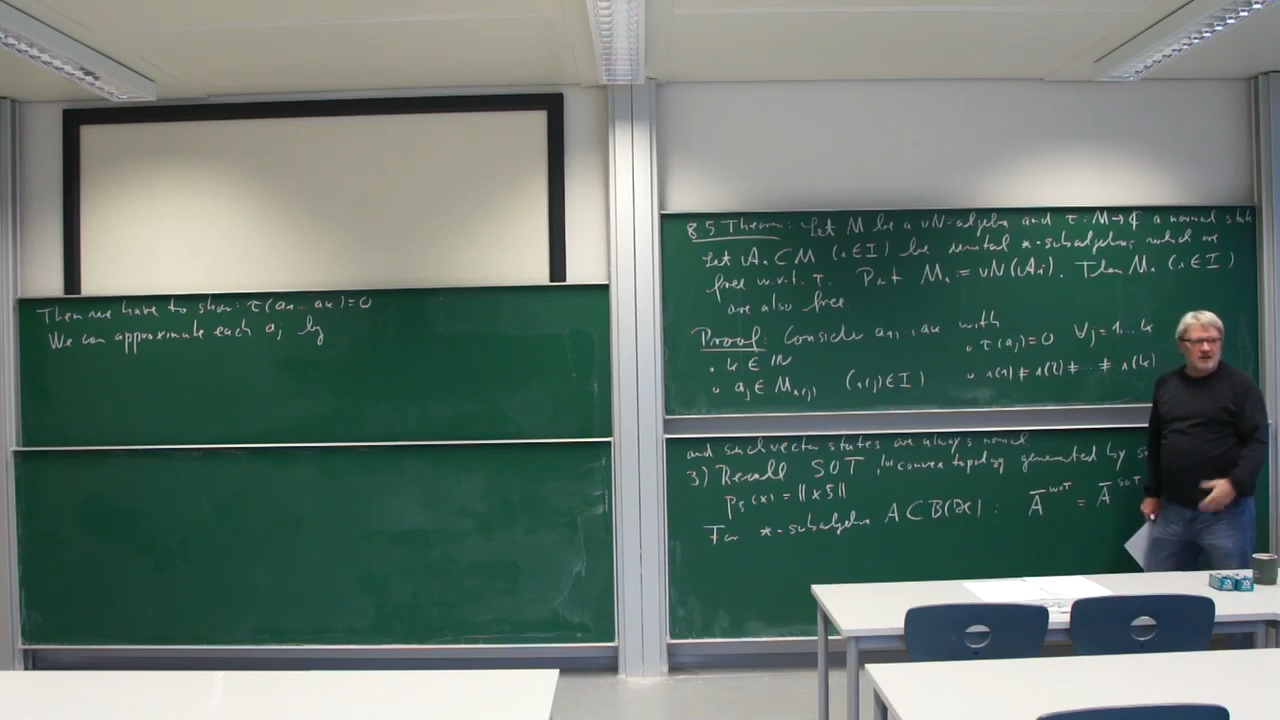 Then we have to show: τ(a₁...aₖ)=0
We can approximate each aⱼ by
8.5 Theorem: Let M be a vN-algebra and τ: M→ℂ a normal state
Let Aᵢ ⊂ M (i∈I) be unital *-subalgebras which are
free w.r.t. τ. Put Mᵢ := vN(Aᵢ). Then Mᵢ (i∈I)
are also free.
Proof: Consider a₁,..,aₖ with
• k ∈ ℕ
• τ(aⱼ)=0 ∀j=1...k
• aⱼ ∈ M_{i(j)} (i(j)∈I)
• i(1)≠i(2)≠...≠i(k)
and such vector states are always normal
3) Recall SOT, convex topology generated by
p_ξ(x) = ||xξ||
For *-subalgebra A⊂B(ℋ): A̅^{WOT} = A̅^{SOT}